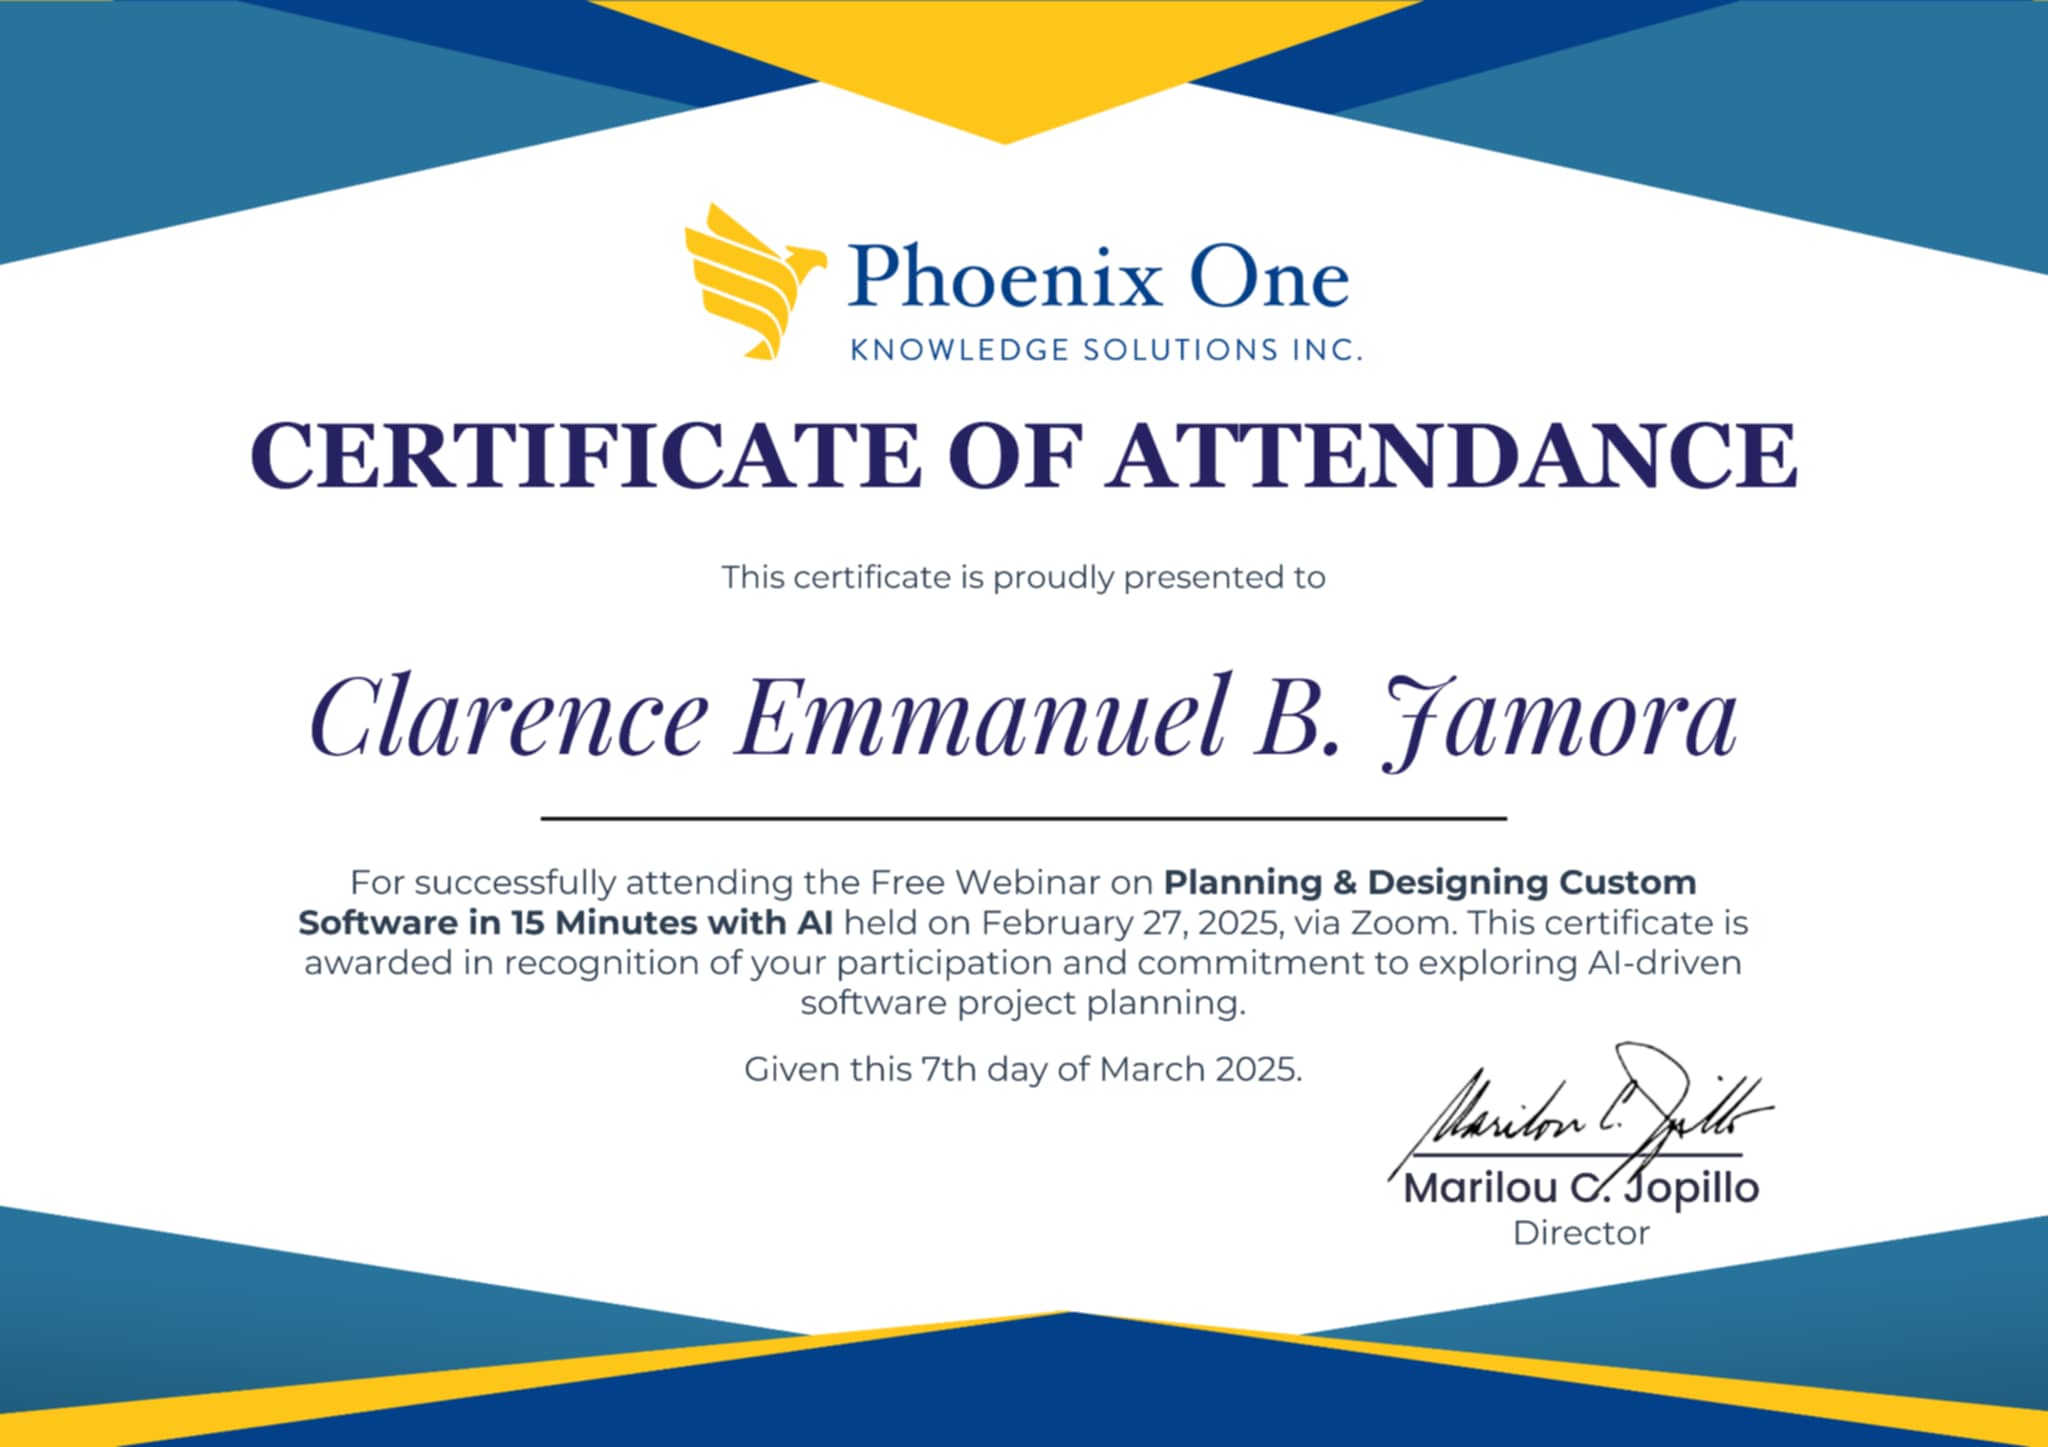 Phoenix One
KNOWLEDGE SOLUTIONS INC.
CERTIFICATE OF ATTENDANCE
This certificate is proudly presented to
Clarence Emmanuel B. Jamora
For successfully attending the Free Webinar on Planning & Designing Custom
Software in 15 Minutes with AI held on February 27, 2025, via Zoom. This certificate is
awarded in recognition of your participation and commitment to exploring AI-driven
software project planning.
Given this 7th day of March 2025.
Marilou C. Jopillo
Marilou C. Jopillo
Director